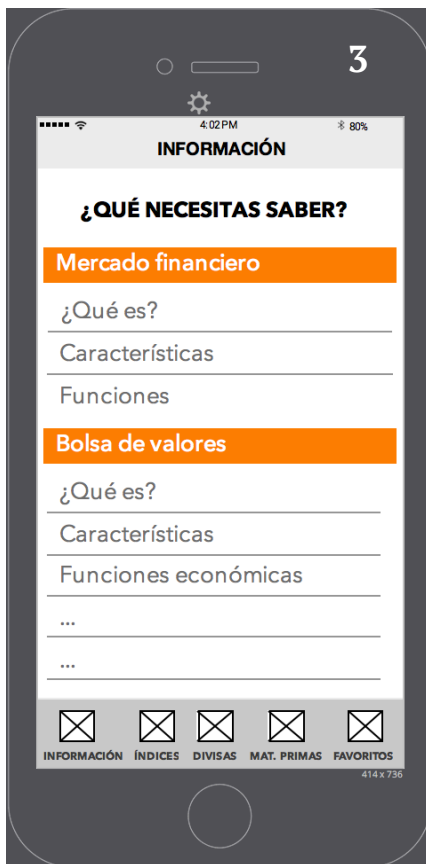 3
4:02 PM
80%
INFORMACIÓN
¿QUÉ NECESITAS SABER?
Mercado financiero
¿Qué es?
Características
Funciones
Bolsa de valores
¿Qué es?
Características
Funciones económicas
...
...
INFORMACIÓN ÍNDICES DIVISAS MAT. PRIMAS FAVORITOS
414 x 736